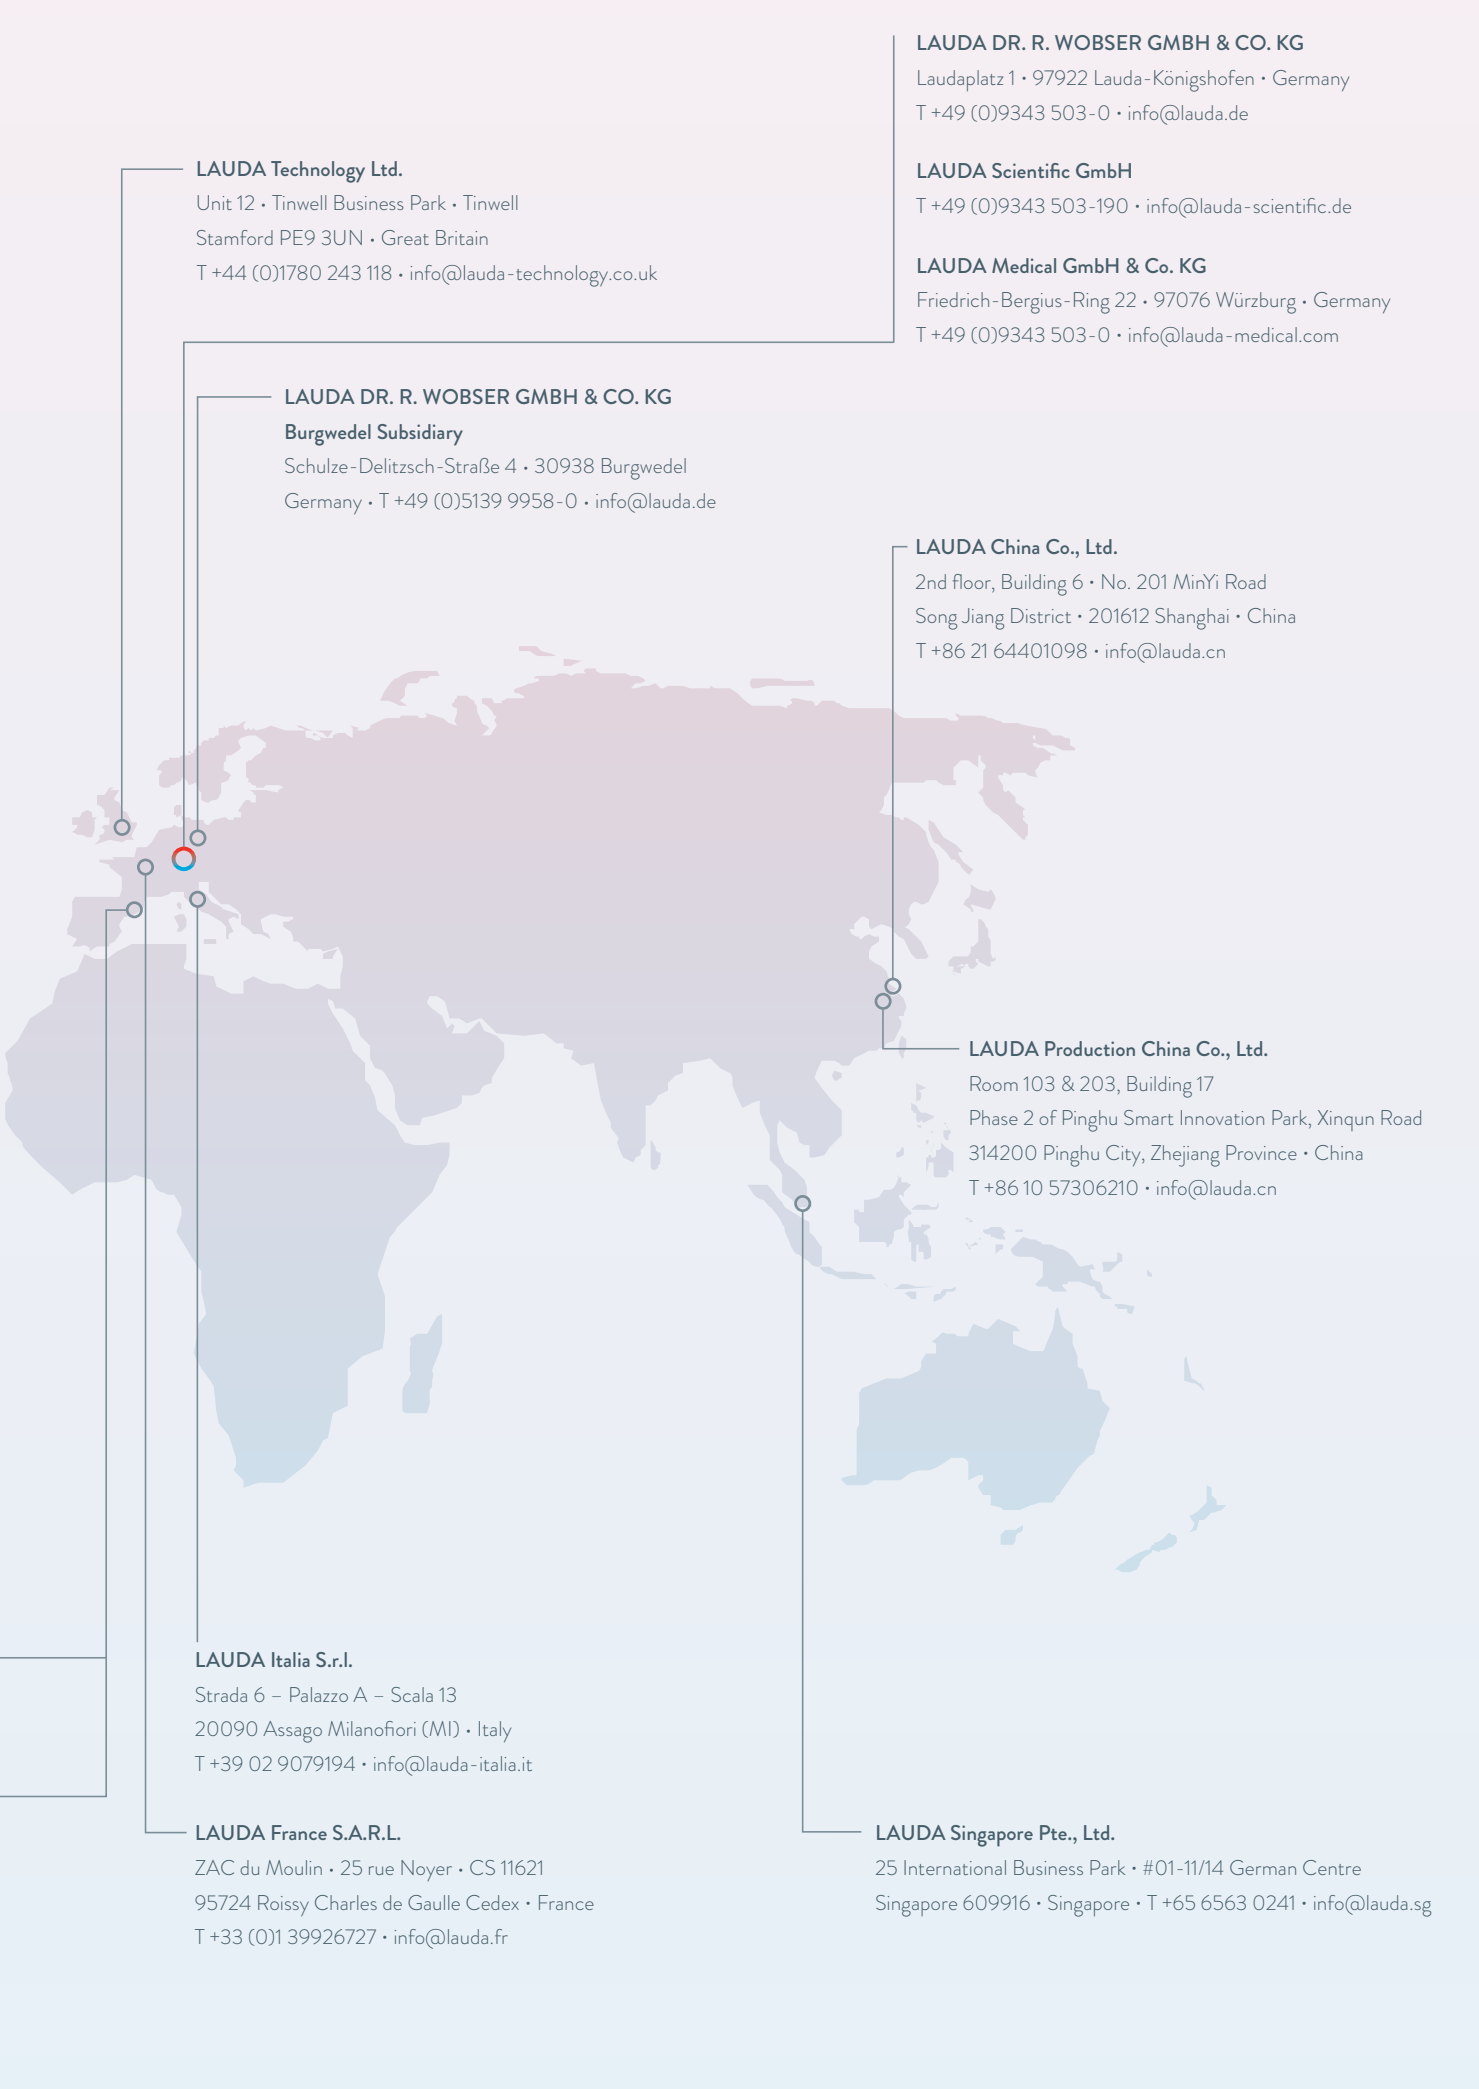 LAUDA DR. R. WOBSER GMBH & CO. KG
Laudaplatz 1 • 97922 Lauda-Königshofen • Germany
T +49 (0)9343 503-0 • info@lauda.de
LAUDA Scientific GmbH
T +49 (0)9343 503-190 • info@lauda-scientific.de
LAUDA Medical GmbH & Co. KG
Friedrich-Bergius-Ring 22 • 97076 Würzburg • Germany
T +49 (0)9343 503-0 • info@lauda-medical.com
LAUDA Technology Ltd.
Unit 12 • Tinwell Business Park • Tinwell
Stamford PE9 3UN • Great Britain
T +44 (0)1780 243 118 • info@lauda-technology.co.uk
LAUDA DR. R. WOBSER GMBH & CO. KG
Burgwedel Subsidiary
Schulze-Delitzsch-Straße 4 • 30938 Burgwedel
Germany • T +49 (0)5139 9958-0 • info@lauda.de
LAUDA China Co., Ltd.
2nd floor, Building 6 • No. 201 MinYi Road
Song Jiang District • 201612 Shanghai • China
T +86 21 64401098 • info@lauda.cn
LAUDA Production China Co., Ltd.
Room 103 & 203, Building 17
Phase 2 of Pinghu Smart Innovation Park, Xinqun Road
314200 Pinghu City, Zhejiang Province • China
T +86 10 57306210 • info@lauda.cn
LAUDA Italia S.r.l.
Strada 6 – Palazzo A – Scala 13
20090 Assago Milanofiori (MI) • Italy
T +39 02 9079194 • info@lauda-italia.it
LAUDA France S.A.R.L.
ZAC du Moulin • 25 rue Noyer • CS 11621
95724 Roissy Charles de Gaulle Cedex • France
T +33 (0)1 39926727 • info@lauda.fr
LAUDA Singapore Pte., Ltd.
25 International Business Park • #01-11/14 German Centre
Singapore 609916 • Singapore • T +65 6563 0241 • info@lauda.sg